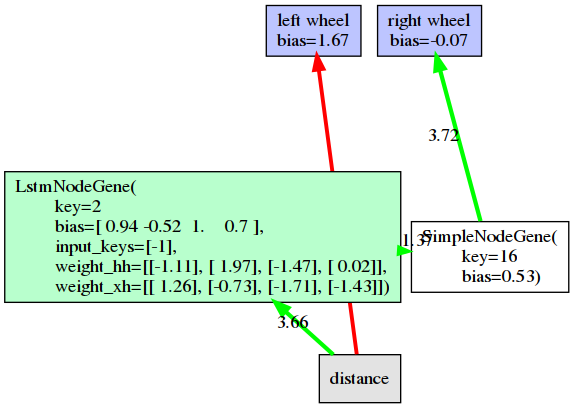 left wheel
bias=1.67
right wheel
bias=-0.07
3.72
LstmNodeGene(
key=2
bias=[ 0.94 -0.52 1. 0.7 ],
input_keys=[-1],
weight_hh=[[-1.11], [ 1.97], [-1.47], [ 0.02]],
weight_xh=[[ 1.26], [-0.73], [-1.71], [-1.43]])
SimpleNodeGene(
key=16
bias=0.53)
3.66
distance